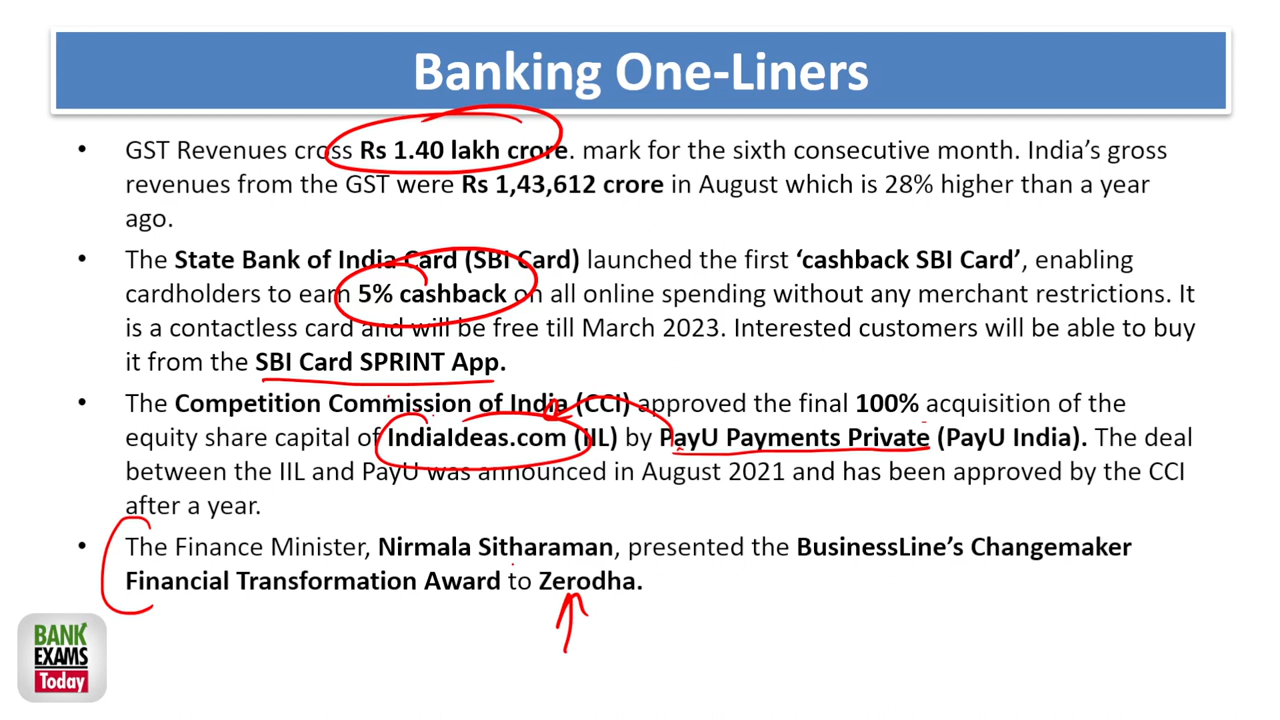 Banking One-Liners
• GST Revenues cross Rs 1.40 lakh crore. mark for the sixth consecutive month. India’s gross
revenues from the GST were Rs 1,43,612 crore in August which is 28% higher than a year
ago.
• The State Bank of India Card (SBI Card) launched the first ‘cashback SBI Card’, enabling
cardholders to earn 5% cashback on all online spending without any merchant restrictions. It
is a contactless card and will be free till March 2023. Interested customers will be able to buy
it from the SBI Card SPRINT App.
• The Competition Commission of India (CCI) approved the final 100% acquisition of the
equity share capital of IndiaIdeas.com (IIL) by PayU Payments Private (PayU India). The deal
between the IIL and PayU was announced in August 2021 and has been approved by the CCI
after a year.
• The Finance Minister, Nirmala Sitharaman, presented the BusinessLine’s Changemaker
Financial Transformation Award to Zerodha.
BANK
EXAMS
Today